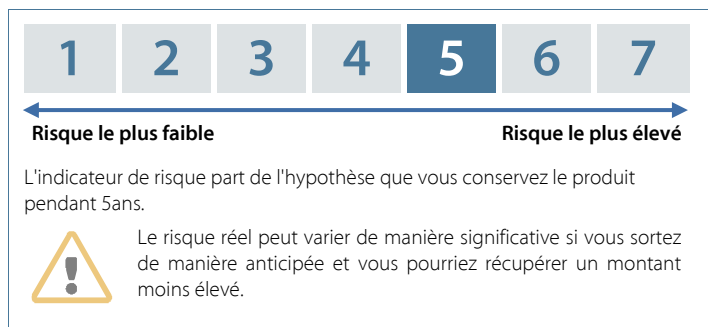 1 2 3 4 5 6 7
Risque le plus faible Risque le plus élevé
L'indicateur de risque part de l'hypothèse que vous conservez le produit
pendant 5ans.
Le risque réel peut varier de manière significative si vous sortez
de manière anticipée et vous pourriez récupérer un montant
moins élevé.